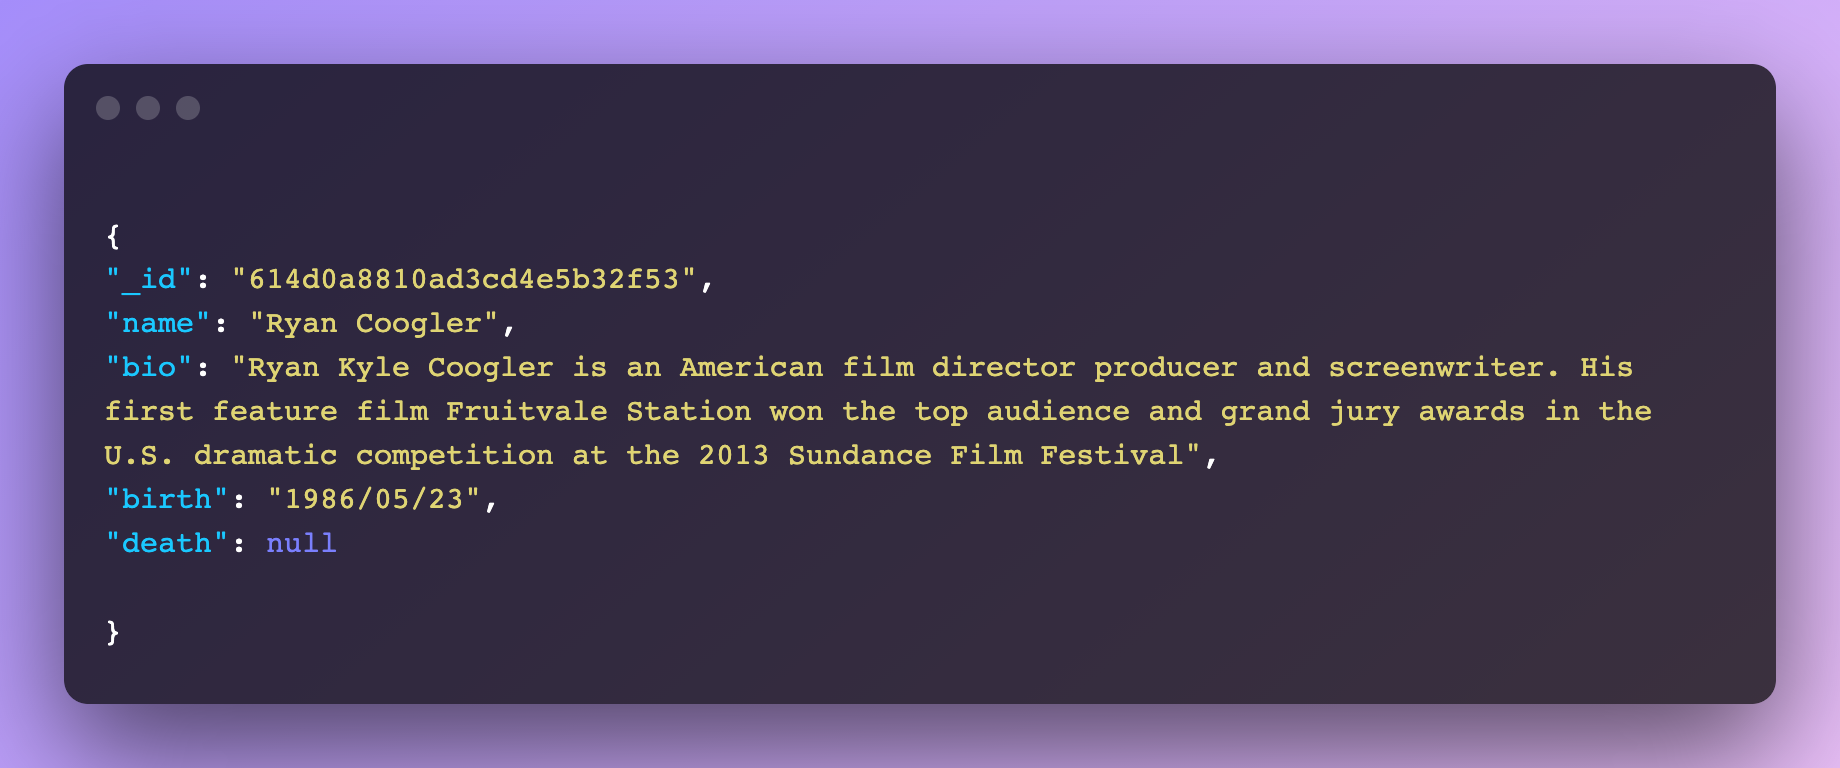 {
"_id": "614d0a8810ad3cd4e5b32f53",
"name": "Ryan Coogler",
"bio": "Ryan Kyle Coogler is an American film director producer and screenwriter. His
first feature film Fruitvale Station won the top audience and grand jury awards in the
U.S. dramatic competition at the 2013 Sundance Film Festival",
"birth": "1986/05/23",
"death": null
}